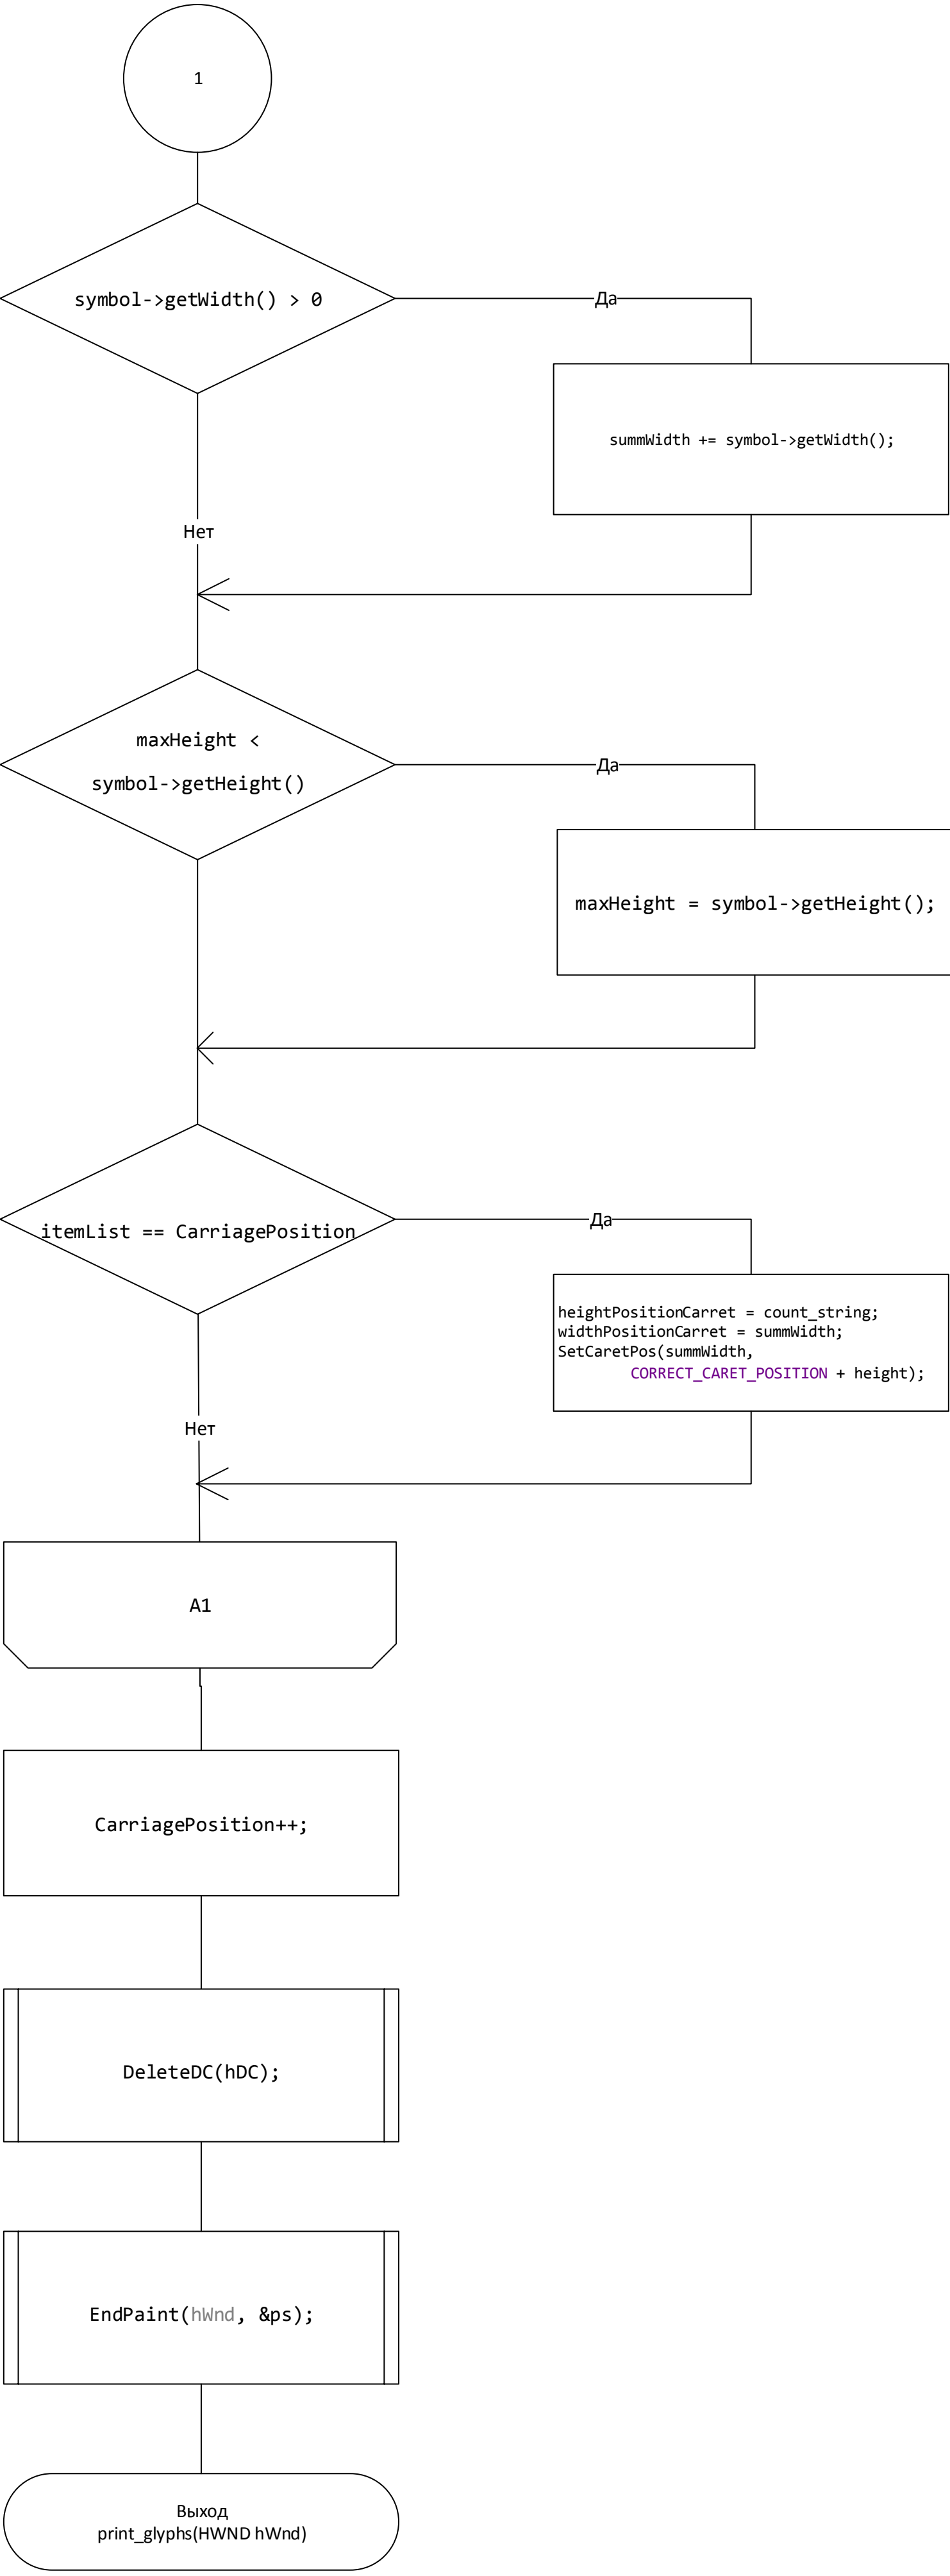 1
symbol->getWidth() > 0
Да
summWidth += symbol->getWidth();
Нет
maxHeight <
symbol->getHeight()
Да
maxHeight = symbol->getHeight();
itemList == CarriagePosition
Да
heightPositionCarret = count_string;
widthPositionCarret = summWidth;
SetCaretPos(summWidth,
CORRECT_CARET_POSITION + height);
Нет
A1
CarriagePosition++;
DeleteDC(hDC);
EndPaint(hWnd, &ps);
Выход
print_glyphs(HWND hWnd)